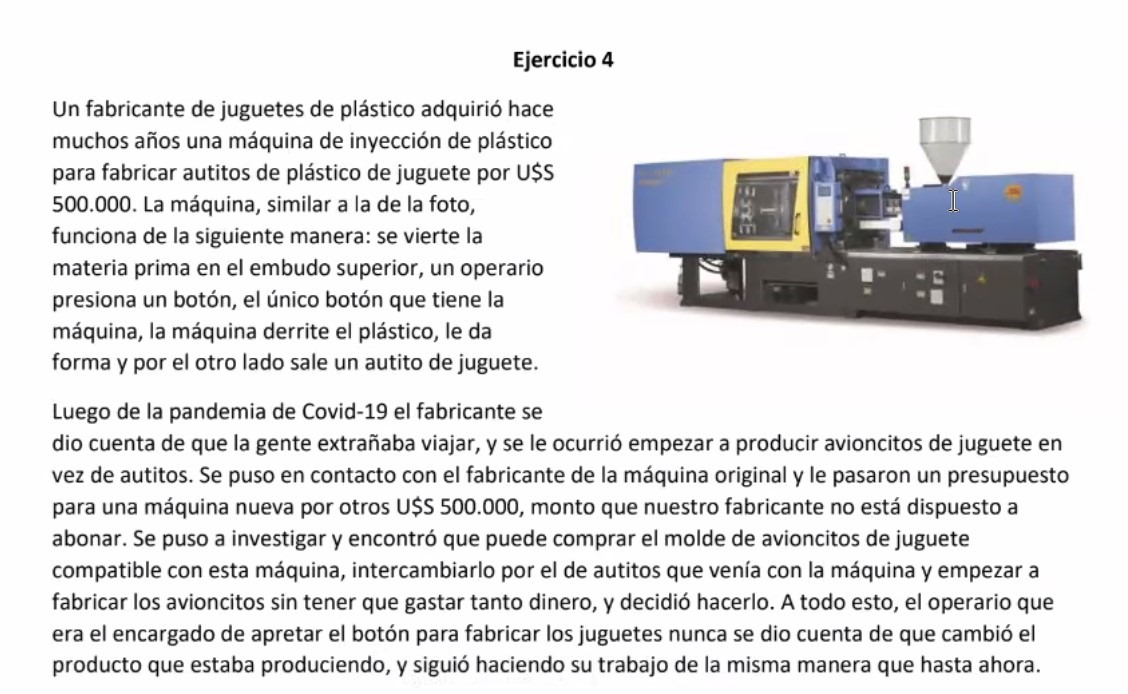 Ejercicio 4
Un fabricante de juguetes de plástico adquirió hace
muchos años una máquina de inyección de plástico
para fabricar autitos de plástico de juguete por U$S
500.000. La máquina, similar a la de la foto,
funciona de la siguiente manera: se vierte la
materia prima en el embudo superior, un operario
presiona un botón, el único botón que tiene la
máquina, la máquina derrite el plástico, le da
forma y por el otro lado sale un autito de juguete.
Luego de la pandemia de Covid-19 el fabricante se
dio cuenta de que la gente extrañaba viajar, y se le ocurrió empezar a producir avioncitos de juguete en
vez de autitos. Se puso en contacto con el fabricante de la máquina original y le pasaron un presupuesto
para una máquina nueva por otros U$S 500.000, monto que nuestro fabricante no está dispuesto a
abonar. Se puso a investigar y encontró que puede comprar el molde de avioncitos de juguete
compatible con esta máquina, intercambiarlo por el de autitos que venía con la máquina y empezar a
fabricar los avioncitos sin tener que gastar tanto dinero, y decidió hacerlo. A todo esto, el operario que
era el encargado de apretar el botón para fabricar los juguetes nunca se dio cuenta de que cambió el
producto que estaba produciendo, y siguió haciendo su trabajo de la misma manera que hasta ahora.